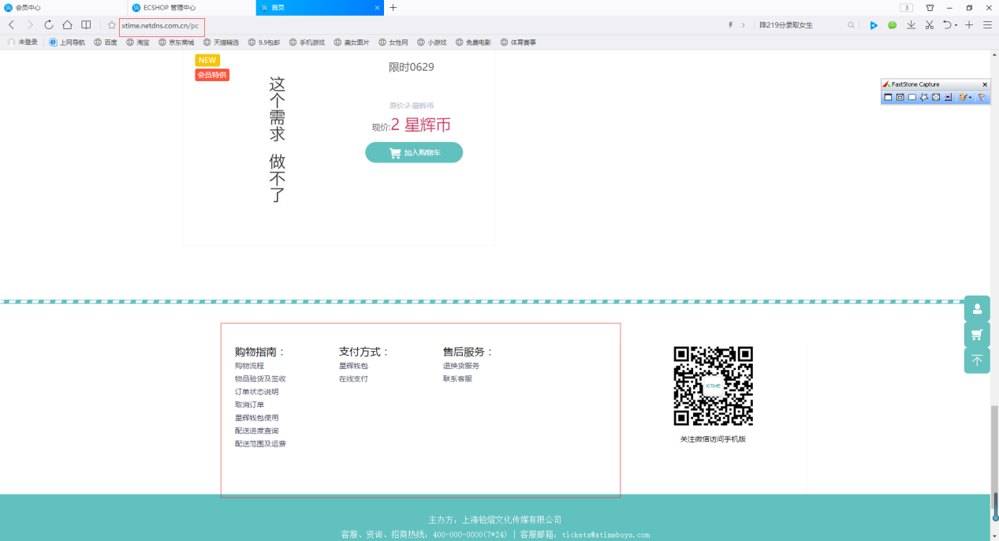 会员中心
ECSHOP 管理中心
首页
3
xtime.netdns.com.cn/pc
降219分录取女生
未登录
上网导航
百度
淘宝
京东商城
天猫精选
9.9包邮
手机游戏
美女图片
女性网
小游戏
免费电影
体育赛事
FastStone Capture
NEW
会员特供
这个需求 做不了
限时0629
原价:2 星辉币
现价:2 星辉币
加入购物车
购物指南：
购物流程
物品验货及签收
订单状态说明
取消订单
星辉钱包使用
配送进度查询
配送范围及运费
支付方式：
星辉钱包
在线支付
售后服务：
退换货服务
联系客服
XTIME
关注微信访问手机版
主办方：上海铂熠文化传媒有限公司
客服、资询、招商热线：400-000-0000(7*24) | 客服邮箱：tickets@xtimeboys.com